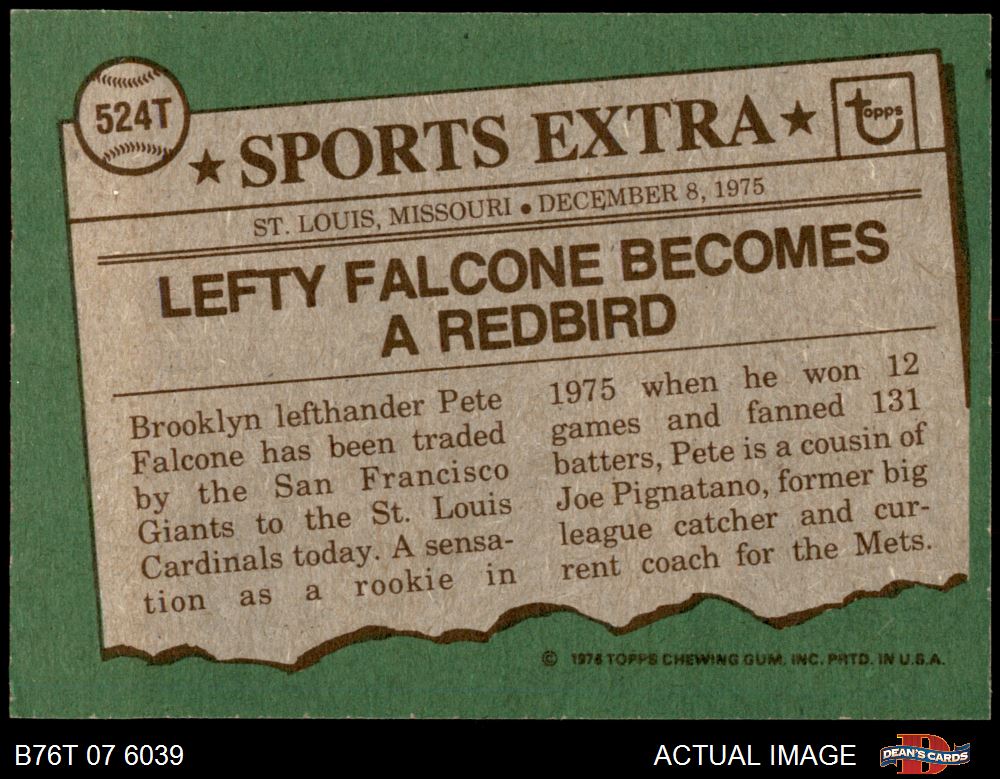 524T
★ SPORTS EXTRA ★
topps
ST. LOUIS, MISSOURI • DECEMBER 8, 1975
LEFTY FALCONE BECOMES
A REDBIRD
Brooklyn lefthander Pete
Falcone has been traded
by the San Francisco
Giants to the St. Louis
Cardinals today. A sensa-
tion as a rookie in
1975 when he won 12
games and fanned 131
batters, Pete is a cousin of
Joe Pignatano, former big
league catcher and cur-
rent coach for the Mets.
© 1976 TOPPS CHEWING GUM, INC. PRTD. IN U.S.A.
B76T 07 6039
ACTUAL IMAGE
D
DEAN'S CARDS